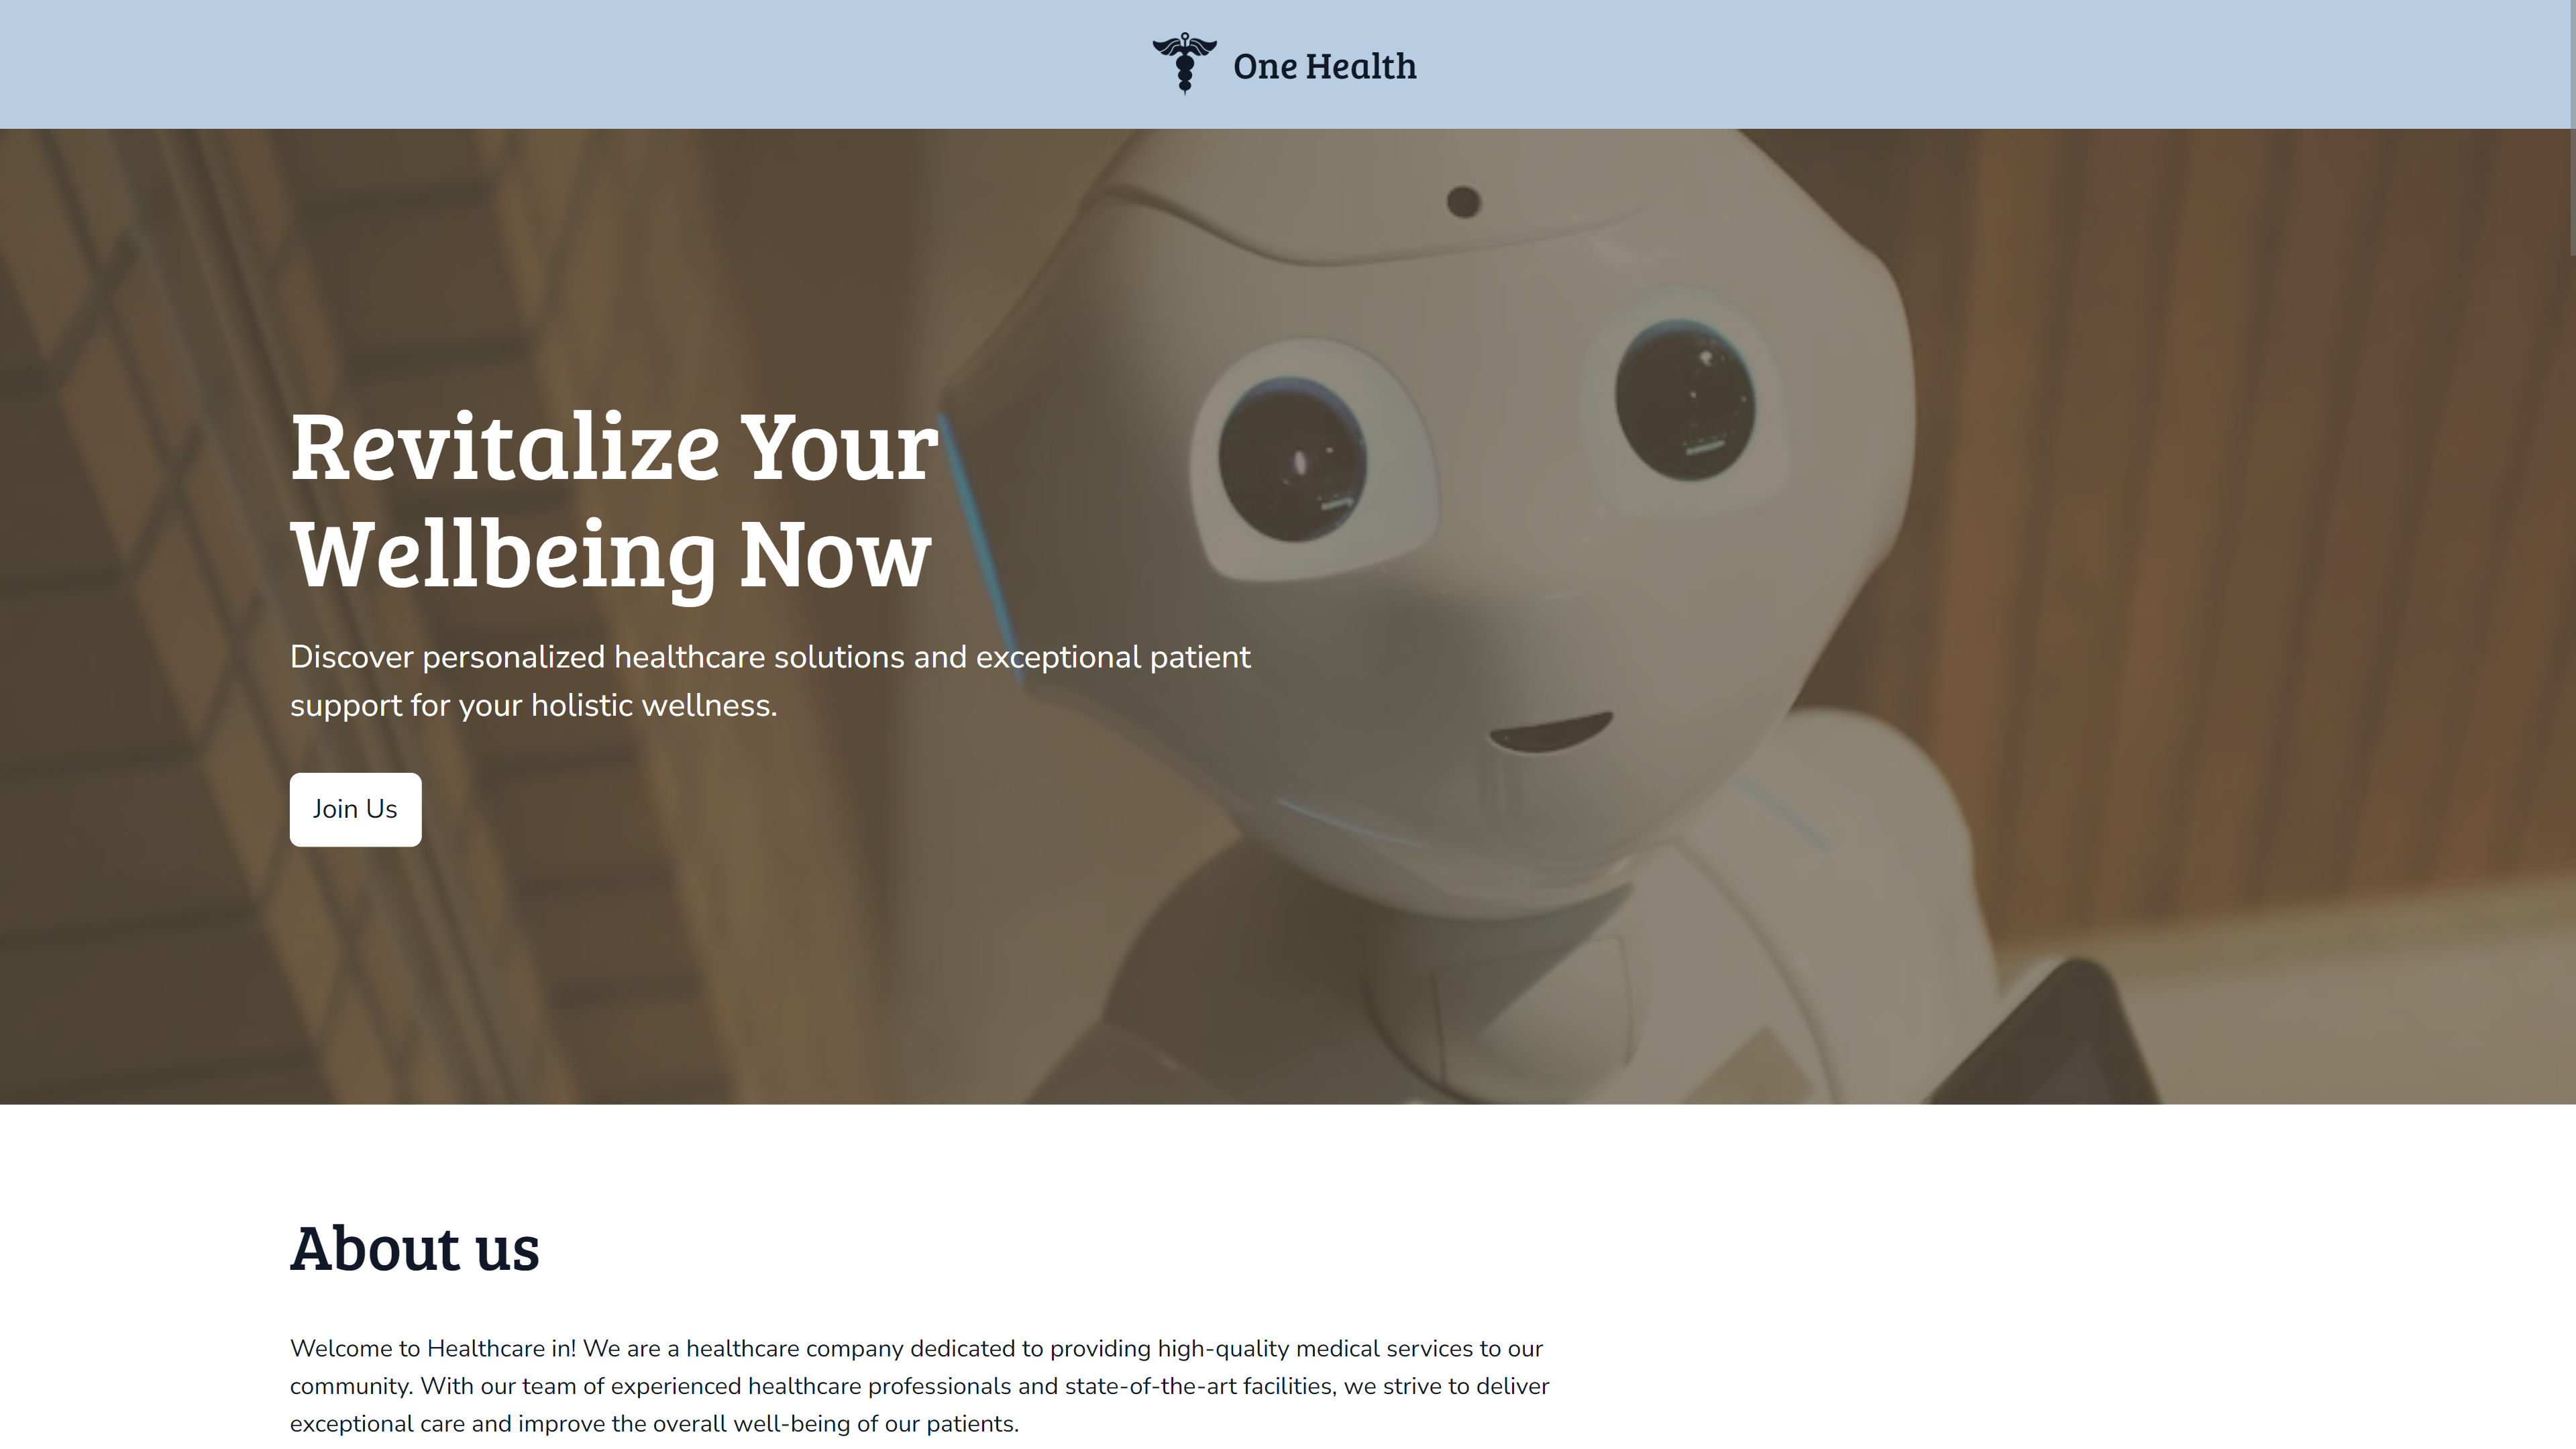 One Health
Revitalize Your
Wellbeing Now
Discover personalized healthcare solutions and exceptional patient
support for your holistic wellness.
Join Us
About us
Welcome to Healthcare in! We are a healthcare company dedicated to providing high-quality medical services to our
community. With our team of experienced healthcare professionals and state-of-the-art facilities, we strive to deliver
exceptional care and improve the overall well-being of our patients.